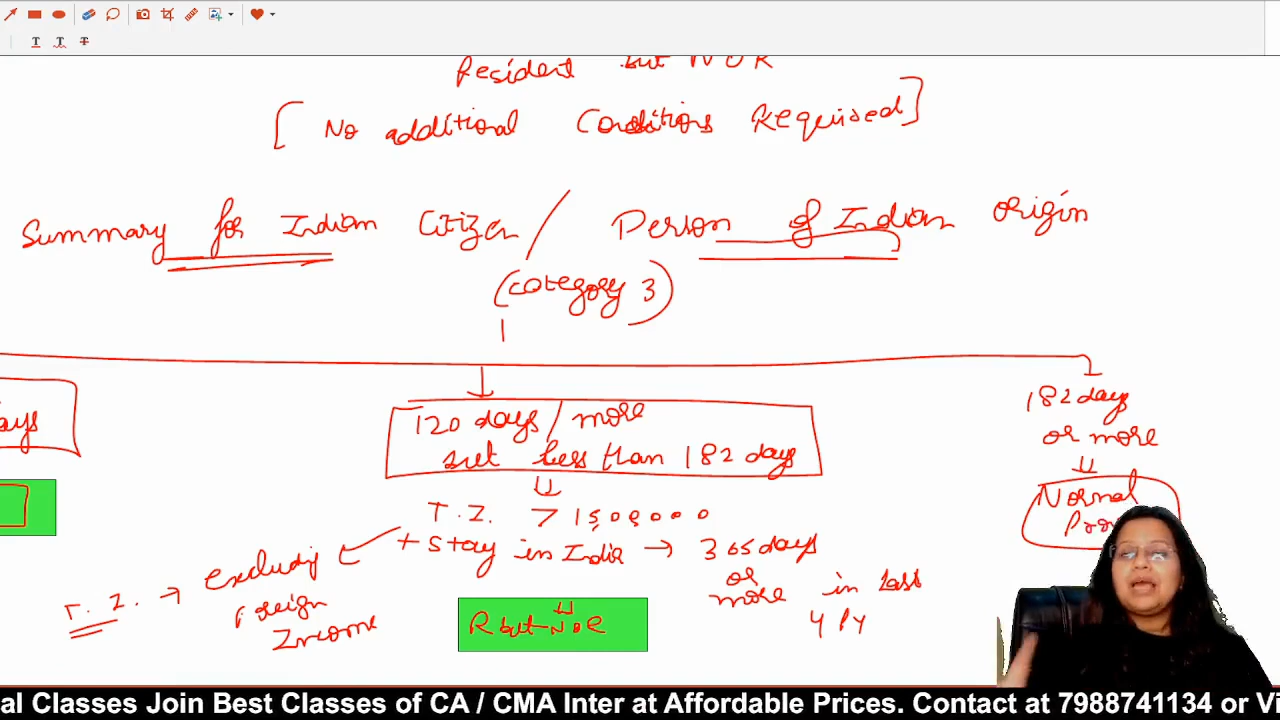 T T T
Resident but NOR
[ No additional Conditions Required ]
Summary for Indian Citizen / Person of Indian origin
(Category 3)
days
120 days / more
but less than 182 days
182 days
or more
Normal
T.I. > 1500000
+ Stay in India → 365 days
or
more in last
4 PY
excluding
Foreign
Income
T.I. →
R but NOR
al Classes Join Best Classes of CA / CMA Inter at Affordable Prices. Contact at 7988741134 or Vi